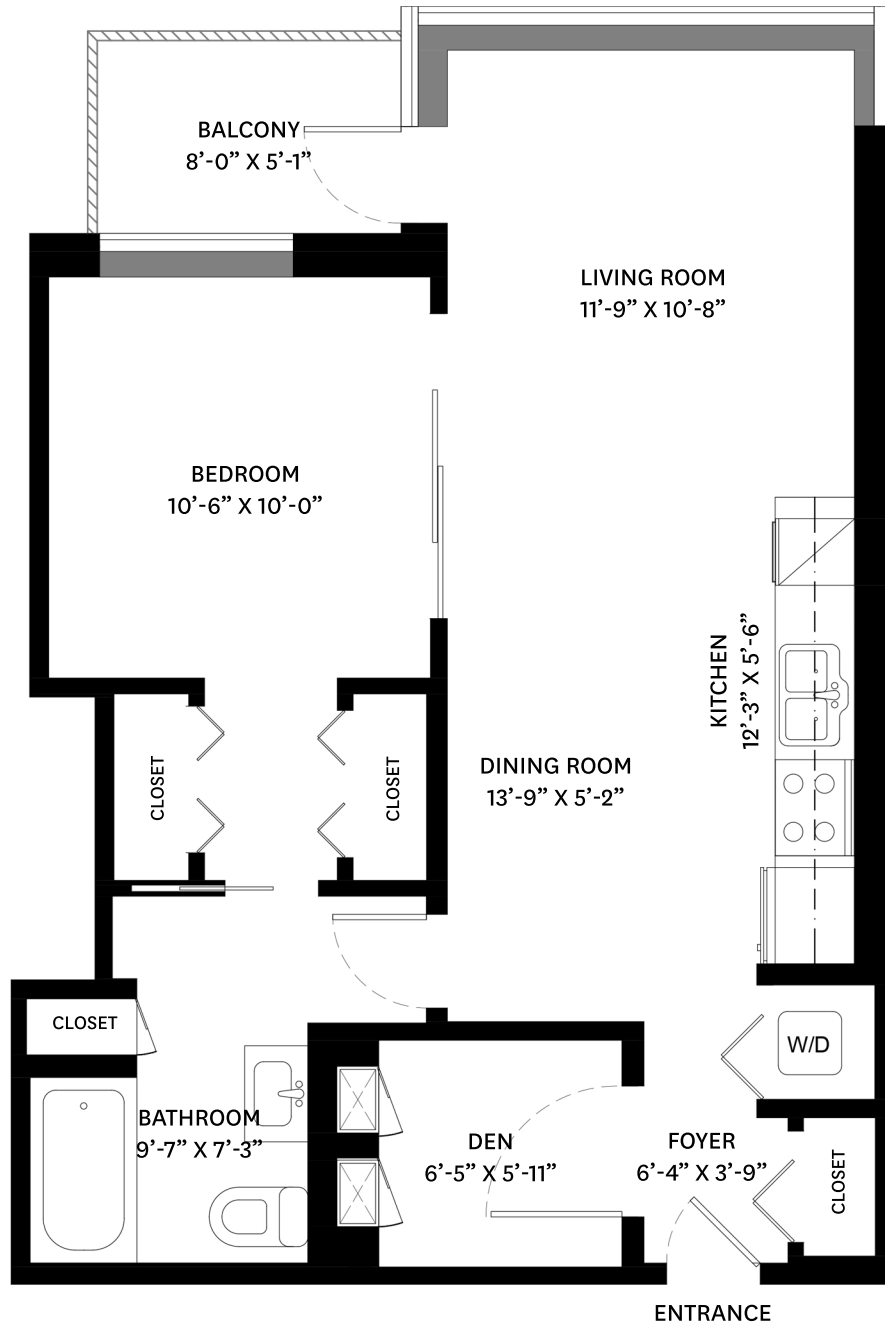 BALCONY
8’-0” X 5’-1”
LIVING ROOM
11’-9” X 10’-8”
BEDROOM
10’-6” X 10’-0”
KITCHEN
12’-3” X 5’-6”
DINING ROOM
13’-9” X 5’-2”
CLOSET
CLOSET
CLOSET
W/D
BATHROOM
9’-7” X 7’-3”
DEN
6’-5” X 5’-11”
FOYER
6’-4” X 3’-9”
CLOSET
ENTRANCE